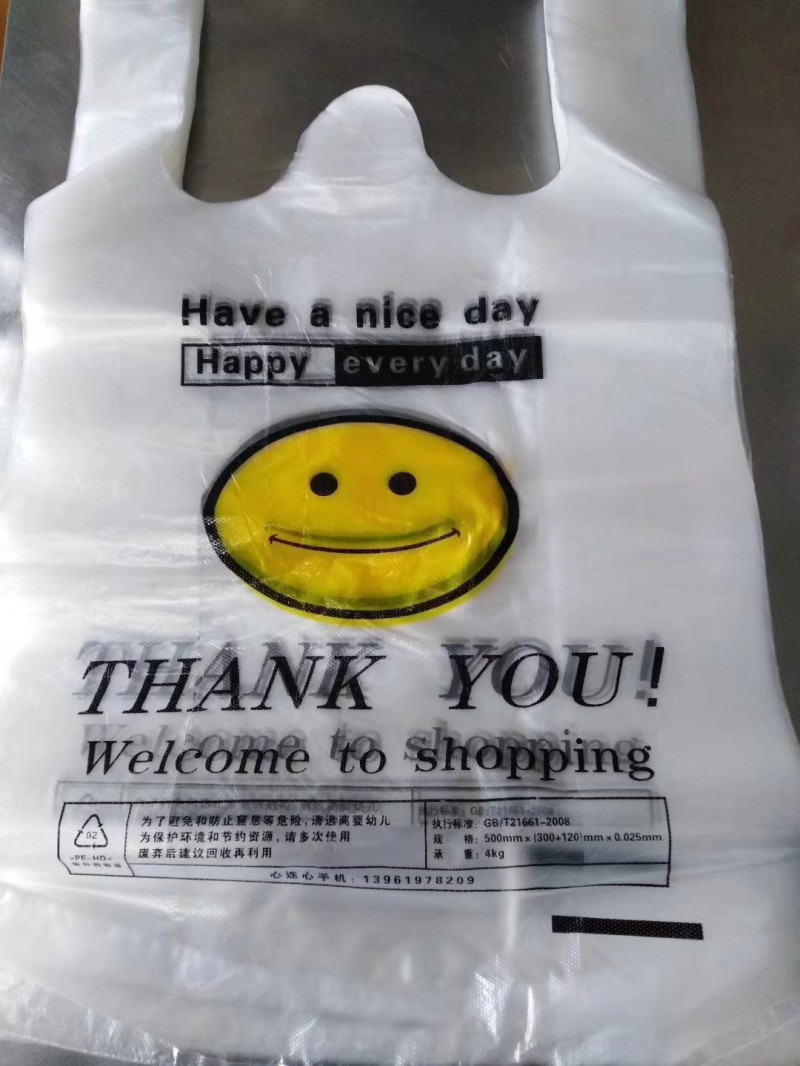 Have a nice day
Happy every day
THANK YOU!
Welcome to shopping
02
PE-HD
为了避免和防止窒息等危险,请远离婴幼儿
为保护环境和节约资源,请多次使用
废弃后建议回收再利用
执行标准: GB/T21661-2008
规 格: 500mm×(300+120)mm×0.025mm
承 重: 4kg
心连心手机: 13961978209